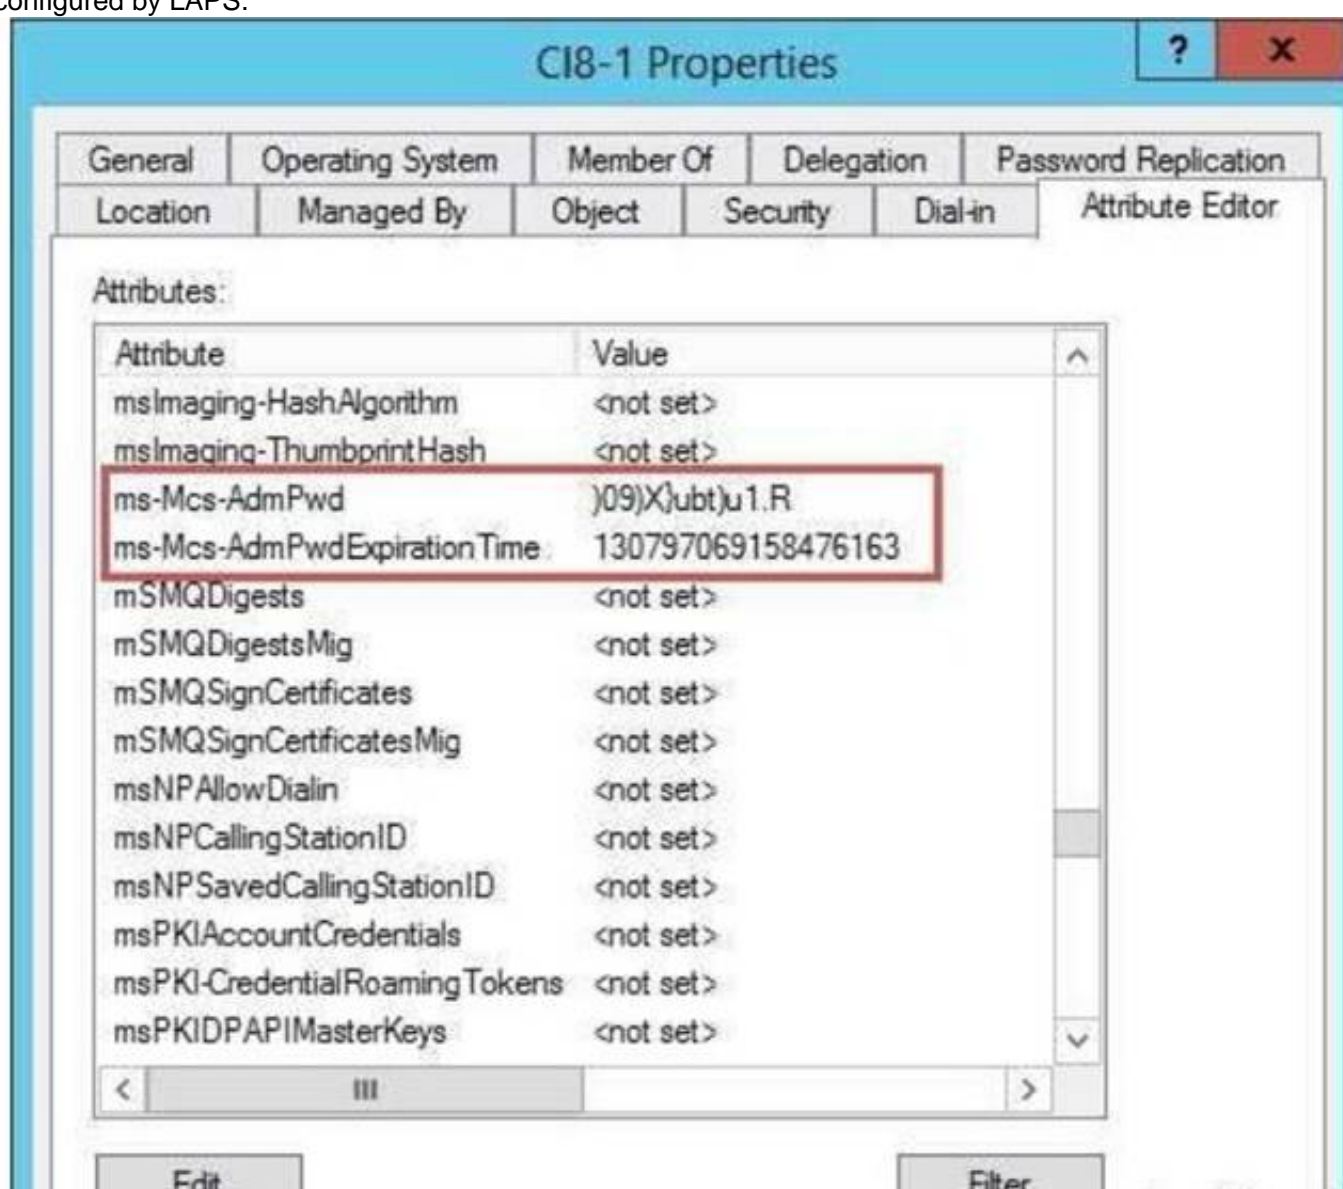 configured by LAPS.
CI8-1 Properties ? x
General Operating System Member Of Delegation Password Replication
Location Managed By Object Security Dial-in Attribute Editor
Attributes:
Attribute Value
msImaging-HashAlgorithm <not set>
msImaging-ThumbprintHash <not set>
ms-Mcs-AdmPwd )09)X}ubt)u1.R
ms-Mcs-AdmPwdExpirationTime 130797069158476163
mSMQDigests <not set>
mSMQDigestsMig <not set>
mSMQSignCertificates <not set>
mSMQSignCertificatesMig <not set>
msNPAllowDialin <not set>
msNPCallingStationID <not set>
msNPSavedCallingStationID <not set>
msPKIAccountCredentials <not set>
msPKI-CredentialRoamingTokens <not set>
msPKIDPAPIMasterKeys <not set>
Edit Filter